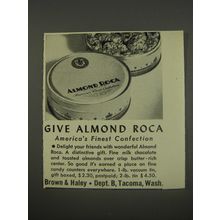 ALMOND ROCA
GIVE ALMOND ROCA
America's Finest Confection
● Delight your friends with wonderful Almond
Roca. A distinctive gift. Fine milk chocolate
and toasted almonds over crisp butter-rich
center. So good it's earned a place on fine
candy counters everywhere. 1-lb. vacuum tin,
gift boxed, $2.30, postpaid, 2-lb. tin $4.50.
Brown & Haley • Dept. B, Tacoma, Wash.